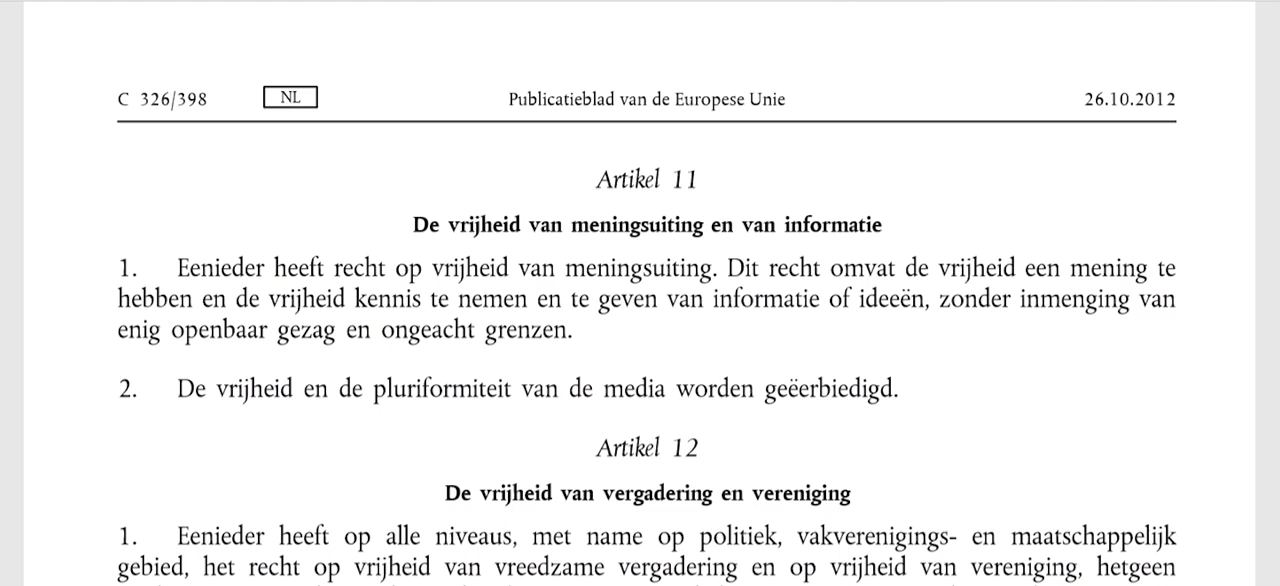 C 326/398 NL Publicatieblad van de Europese Unie 26.10.2012
Artikel 11
De vrijheid van meningsuiting en van informatie
1. Eenieder heeft recht op vrijheid van meningsuiting. Dit recht omvat de vrijheid een mening te
hebben en de vrijheid kennis te nemen en te geven van informatie of ideeën, zonder inmenging van
enig openbaar gezag en ongeacht grenzen.
2. De vrijheid en de pluriformiteit van de media worden geëerbiedigd.
Artikel 12
De vrijheid van vergadering en vereniging
1. Eenieder heeft op alle niveaus, met name op politiek, vakverenigings- en maatschappelijk
gebied, het recht op vrijheid van vreedzame vergadering en op vrijheid van vereniging, hetgeen